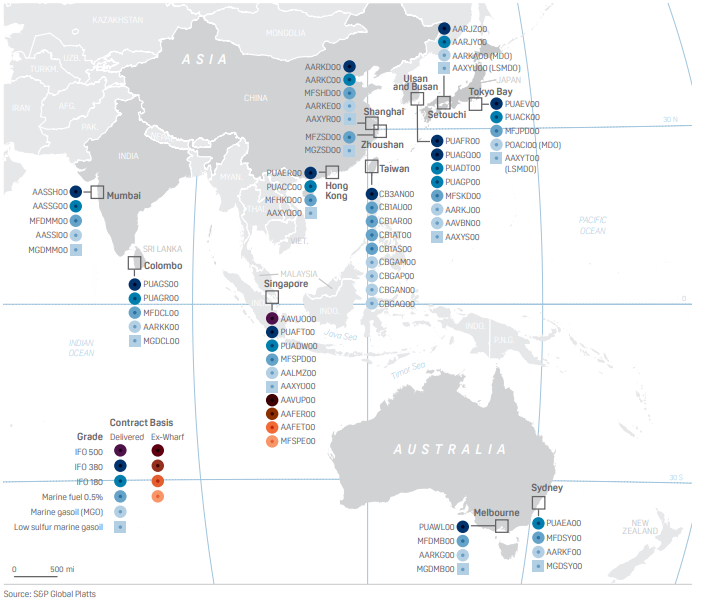 KAZAKHSTAN
MONGOLIA
UZB.
TURKM.
ASIA
CHINA
IRAN
AFG.
PAK.
INDIA
MYAN.
VIET.
SRI LANKA
MALAYSIA
INDO.
INDO.
P.N.G.
JAPAN
Java Sea
Timor Sea
PACIFIC
OCEAN
INDIAN
OCEAN
AUSTRALIA
NEW
ZEALAND
30 N
0
30 S
AARJZ00
AARJY00
AARKA00 (MDO)
AAXYU00 (LSMDO)
Setouchi
Tokyo Bay
PUAEV00
PUACK00
MFJPD00
POACI00 (MDO)
AAXYT00
(LSMDO)
Ulsan
and Busan
PUAFR00
PUAGQ00
PUADT00
PUAGP00
MFSKD00
AARKJ00
AAVBN00
AAXYS00
AARKD00
AARKC00
MFSHD00
AARKE00
AAXYR00
Shanghai
MFZSD00
MGZSD00
Zhoushan
PUAER00
PUACC00
MFHKD00
AAXYQ00
Hong
Kong
Taiwan
CB3AN00
CB1AU00
CB1AR00
CB1AT00
CB1AS00
CBGAM00
CBGAP00
CBGAN00
CBGAO00
AASSH00
AASSG00
MFDMM00
AASSI00
MGDMM00
Mumbai
Colombo
PUAGS00
PUAGR00
MFDCL00
AARKK00
MGDCL00
Singapore
AAVUO00
PUAFT00
PUADW00
MFSPD00
AALMZ00
AAXYO00
AAVUP00
AAFER00
AAFET00
MFSPE00
Melbourne
PUAWL00
MFDMB00
AARKG00
MGDMB00
Sydney
PUAEA00
MFDSY00
AARKF00
MGDSY00
Contract Basis
Grade Delivered Ex-Wharf
IFO 500
IFO 380
IFO 180
Marine fuel 0.5%
Marine gasoil (MGO)
Low sulfur marine gasoil
0 500 mi
Source: S&P Global Platts